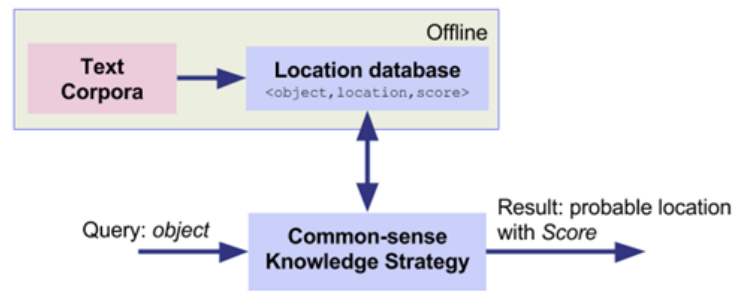 Offline
Text
Corpora
Location database
<object,location,score>
Query: object
Common-sense
Knowledge Strategy
Result: probable location
with Score